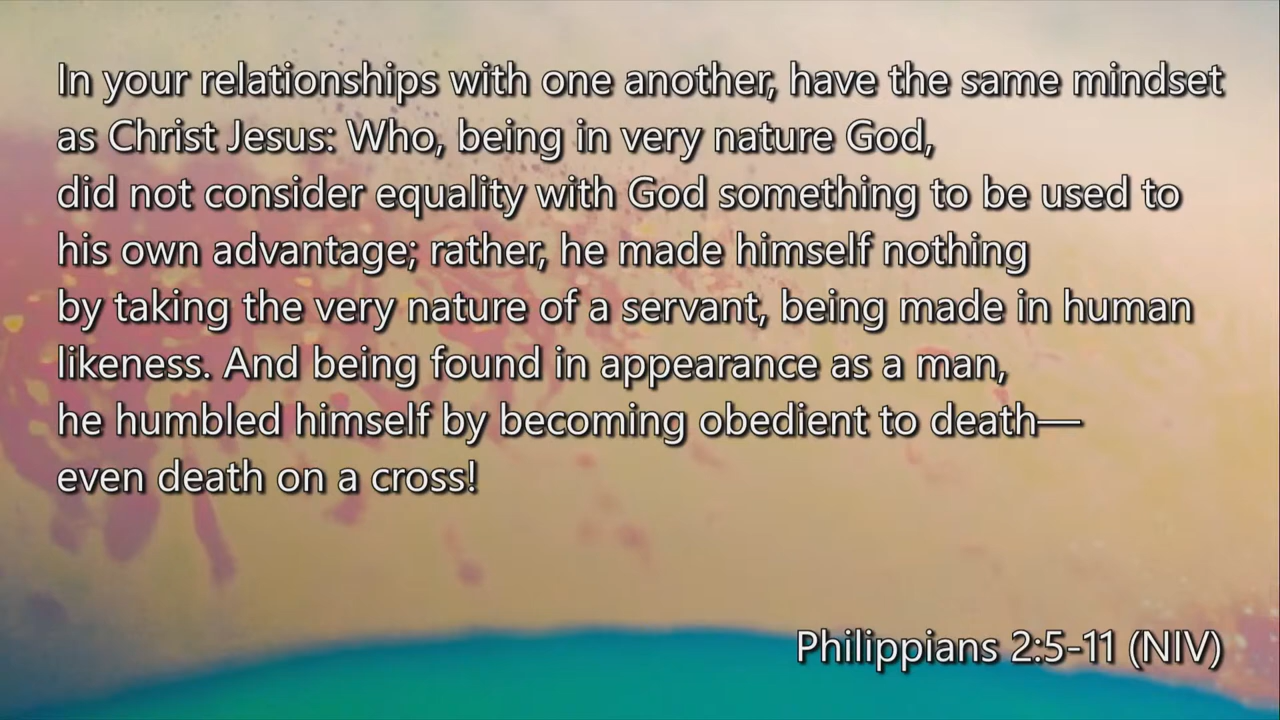 In your relationships with one another, have the same mindset
as Christ Jesus: Who, being in very nature God,
did not consider equality with God something to be used to
his own advantage; rather, he made himself nothing
by taking the very nature of a servant, being made in human
likeness. And being found in appearance as a man,
he humbled himself by becoming obedient to death—
even death on a cross!
Philippians 2:5-11 (NIV)